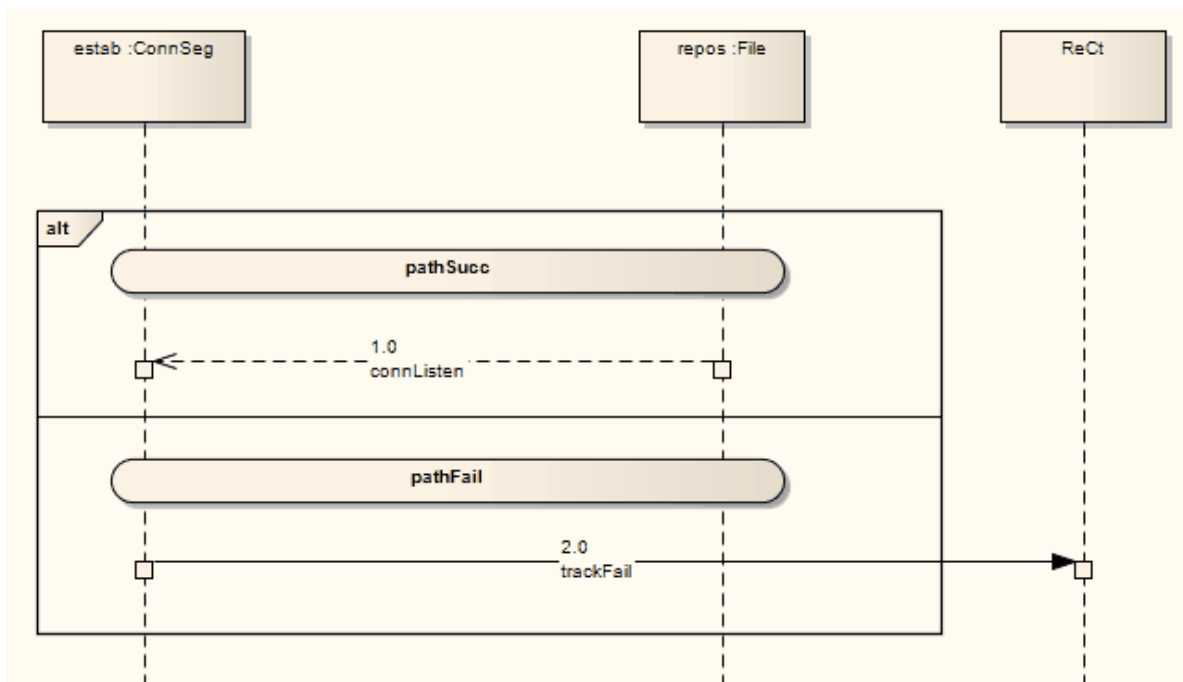 estab :ConnSeg
repos :File
ReCt
alt
pathSucc
1.0
connListen
pathFail
2.0
trackFail